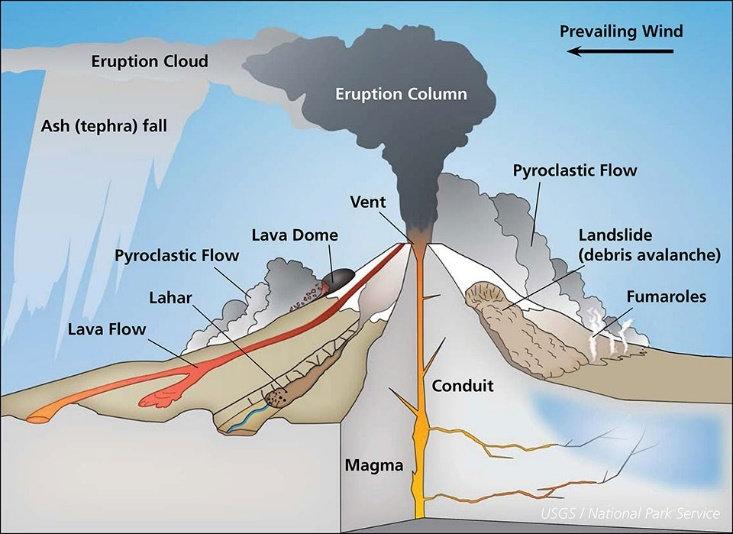 Prevailing Wind
Eruption Cloud
Eruption Column
Ash (tephra) fall
Pyroclastic Flow
Vent
Lava Dome
Landslide
(debris avalanche)
Pyroclastic Flow
Lahar
Fumaroles
Lava Flow
Conduit
Magma
USGS / National Park Service